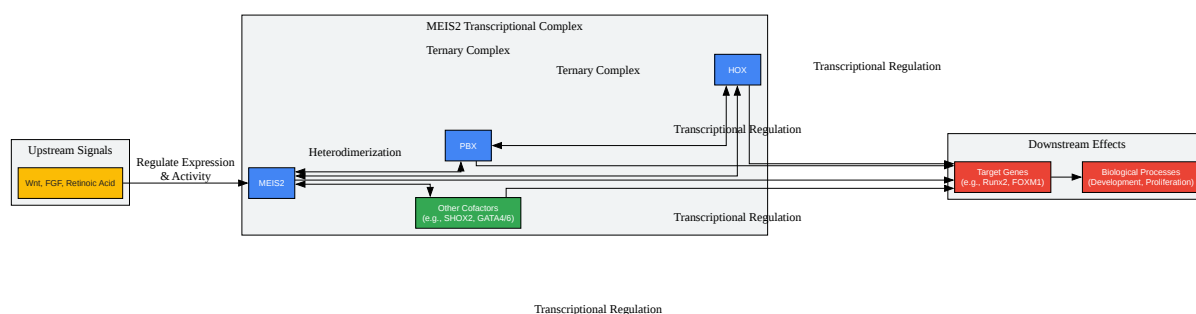 MEIS2 Transcriptional Complex
Ternary Complex
Ternary Complex
HOX
Transcriptional Regulation
Transcriptional Regulation
Upstream Signals
Wnt, FGF, Retinoic Acid
Regulate Expression
& Activity
Heterodimerization
PBX
MEIS2
Other Cofactors
(e.g., SHOX2, GATA4/6)
Transcriptional Regulation
Downstream Effects
Target Genes
(e.g., Runx2, FOXM1)
Biological Processes
(Development, Proliferation)
Transcriptional Regulation